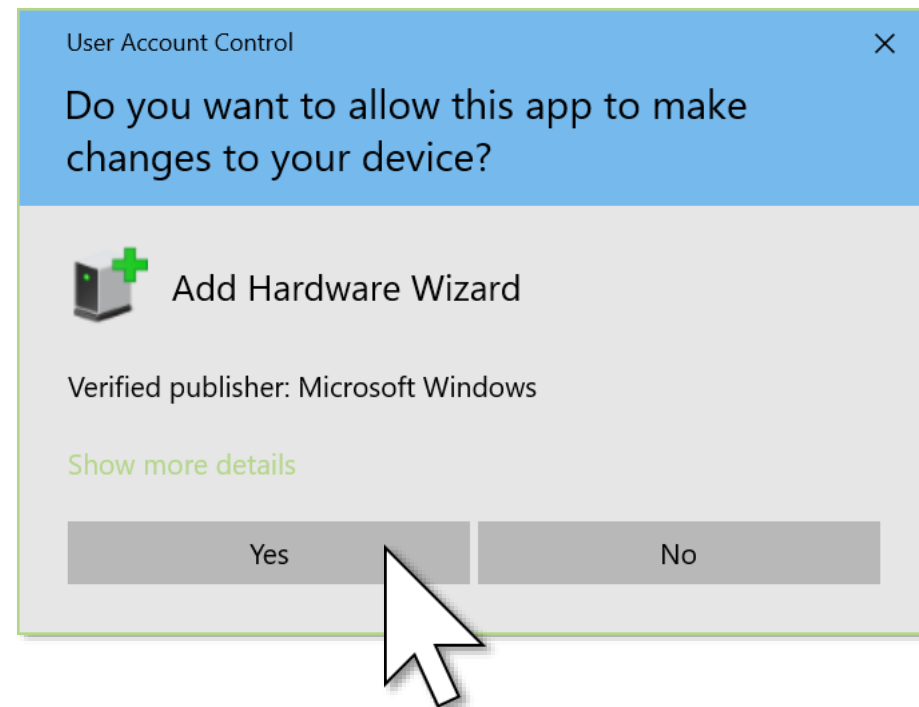 User Account Control
Do you want to allow this app to make
changes to your device?
Add Hardware Wizard
Verified publisher: Microsoft Windows
Show more details
Yes
No